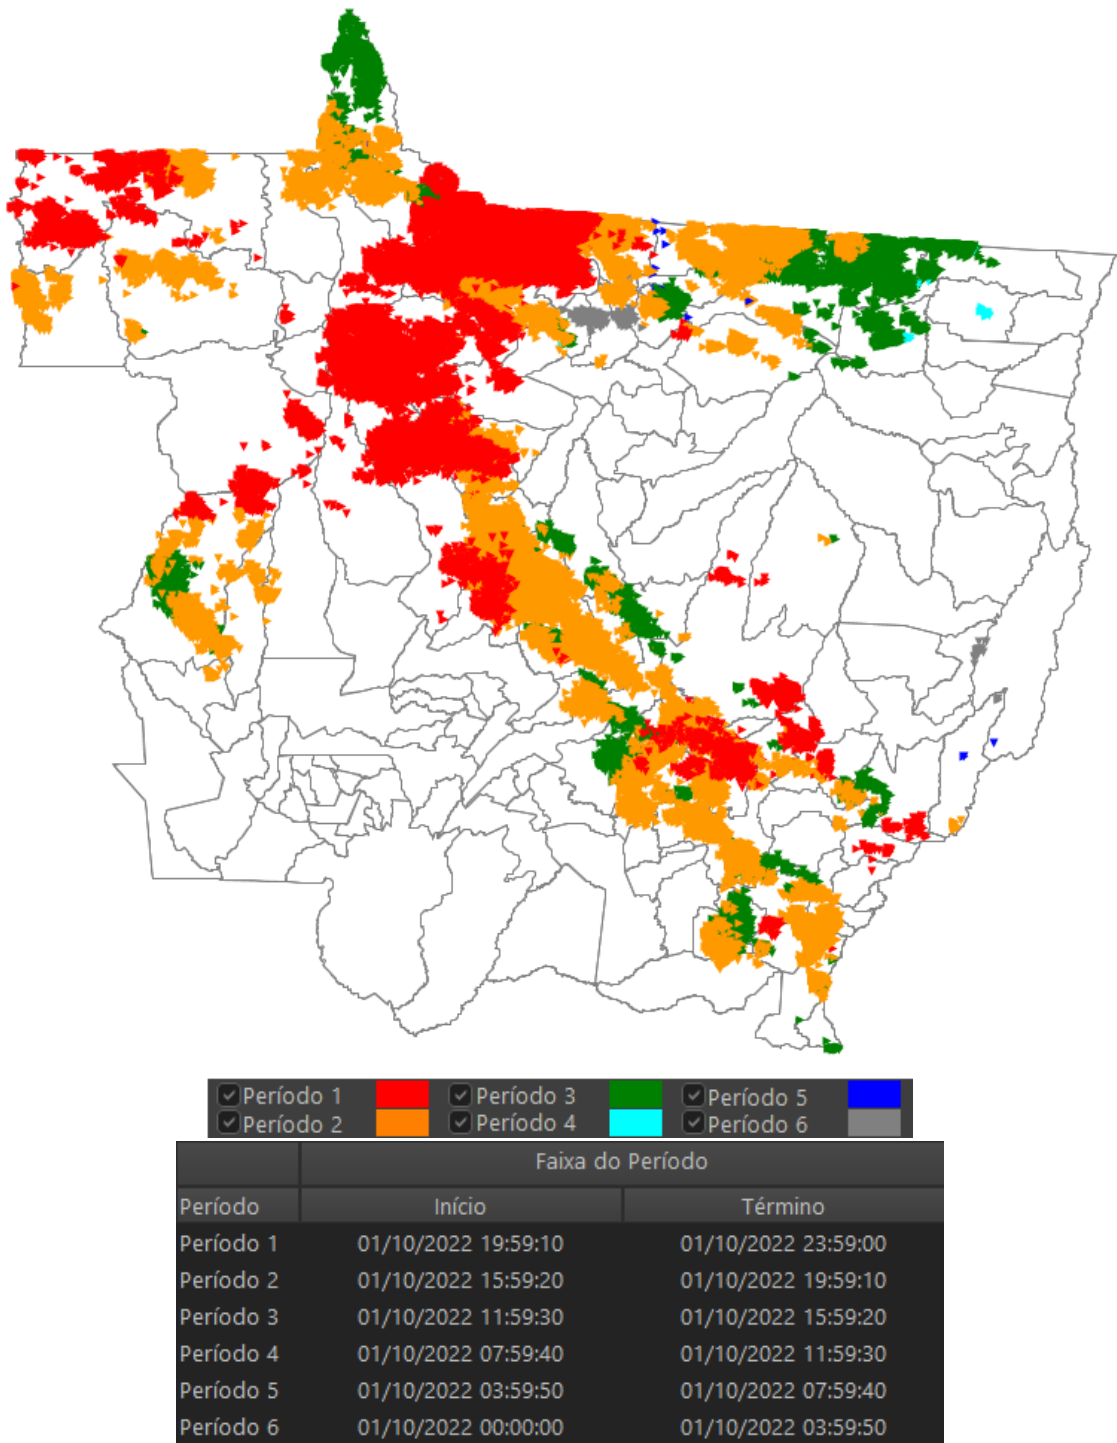 Período 1 Período 3 Período 5
Período 2 Período 4 Período 6
Faixa do Período
Período Início Término
Período 1 01/10/2022 19:59:10 01/10/2022 23:59:00
Período 2 01/10/2022 15:59:20 01/10/2022 19:59:10
Período 3 01/10/2022 11:59:30 01/10/2022 15:59:20
Período 4 01/10/2022 07:59:40 01/10/2022 11:59:30
Período 5 01/10/2022 03:59:50 01/10/2022 07:59:40
Período 6 01/10/2022 00:00:00 01/10/2022 03:59:50